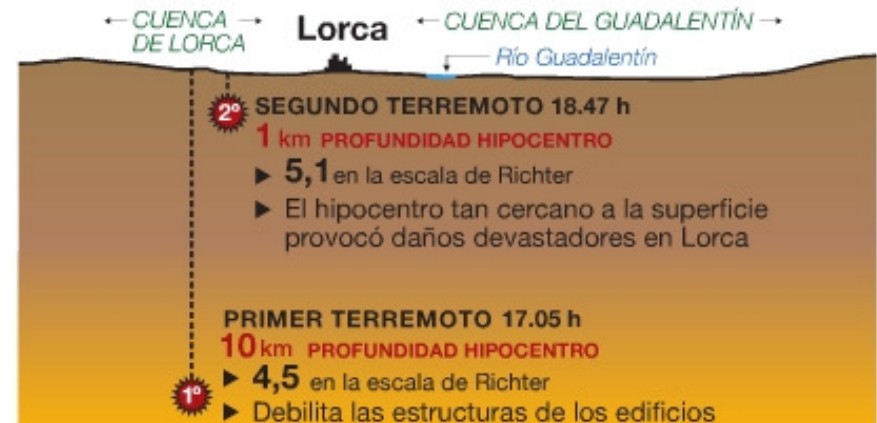 CUENCA DE LORCA
Lorca
CUENCA DEL GUADALENTÍN
Río Guadalentín
2º
SEGUNDO TERREMOTO 18.47 h
1 km PROFUNDIDAD HIPOCENTRO
5,1 en la escala de Richter
El hipocentro tan cercano a la superficie
provocó daños devastadores en Lorca
PRIMER TERREMOTO 17.05 h
10 km PROFUNDIDAD HIPOCENTRO
1º
4,5 en la escala de Richter
Debilita las estructuras de los edificios